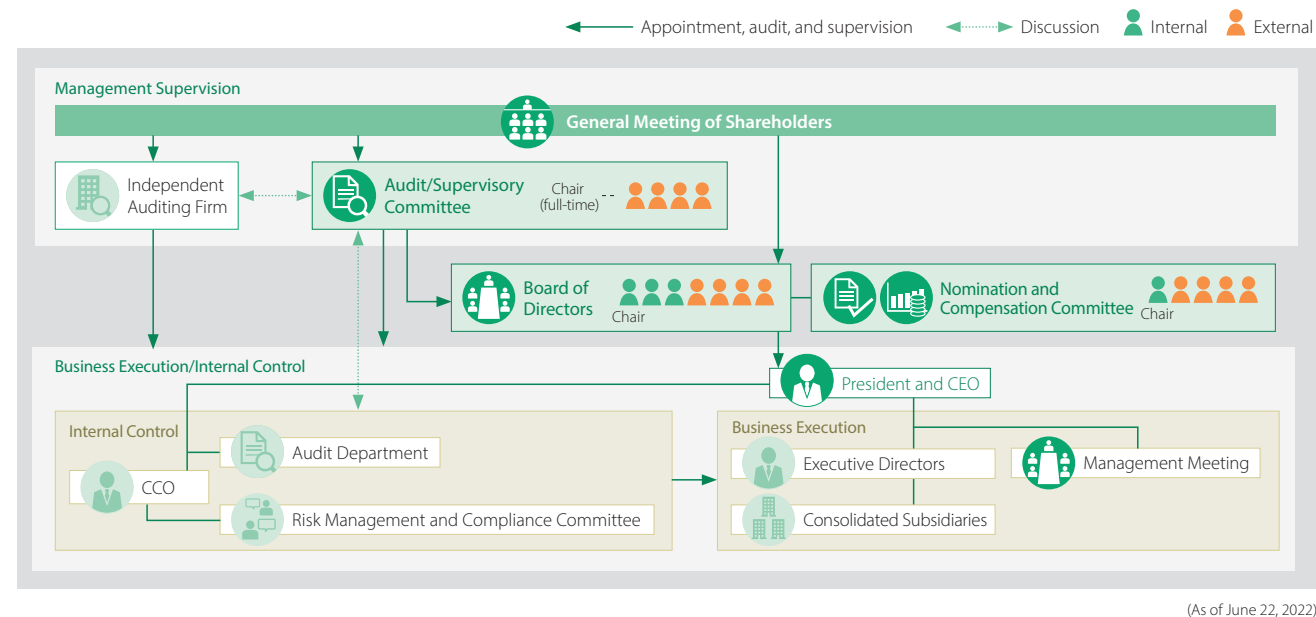 Appointment, audit, and supervision
Discussion
Internal
External
Management Supervision
General Meeting of Shareholders
Independent
Auditing Firm
Audit/Supervisory
Committee
Chair
(full-time)
Board of
Directors
Chair
Nomination and
Compensation Committee
Chair
Business Execution/Internal Control
President and CEO
Internal Control
Audit Department
CCO
Risk Management and Compliance Committee
Business Execution
Executive Directors
Management Meeting
Consolidated Subsidiaries
(As of June 22, 2022)